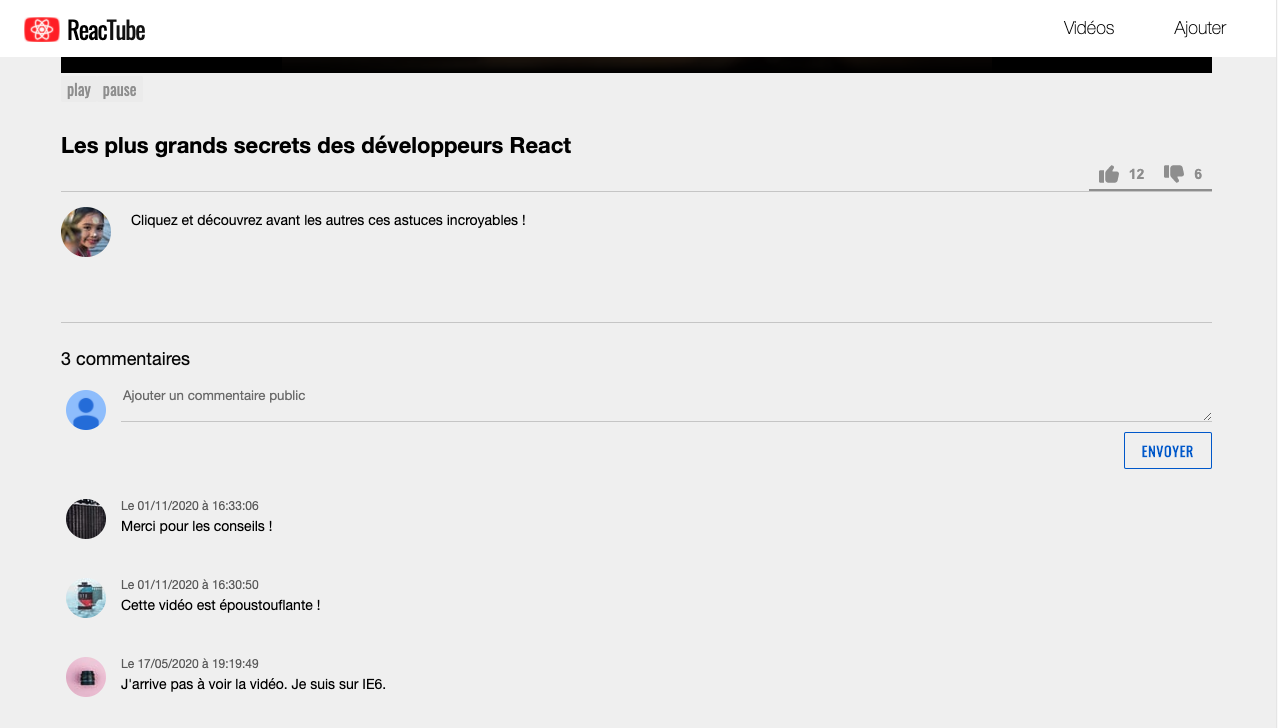 ReacTube
Vidéos
Ajouter
play pause
Les plus grands secrets des développeurs React
12
6
Cliquez et découvrez avant les autres ces astuces incroyables !
3 commentaires
Ajouter un commentaire public
ENVOYER
Le 01/11/2020 à 16:33:06
Merci pour les conseils !
Le 01/11/2020 à 16:30:50
Cette vidéo est époustouflante !
Le 17/05/2020 à 19:19:49
J'arrive pas à voir la vidéo. Je suis sur IE6.